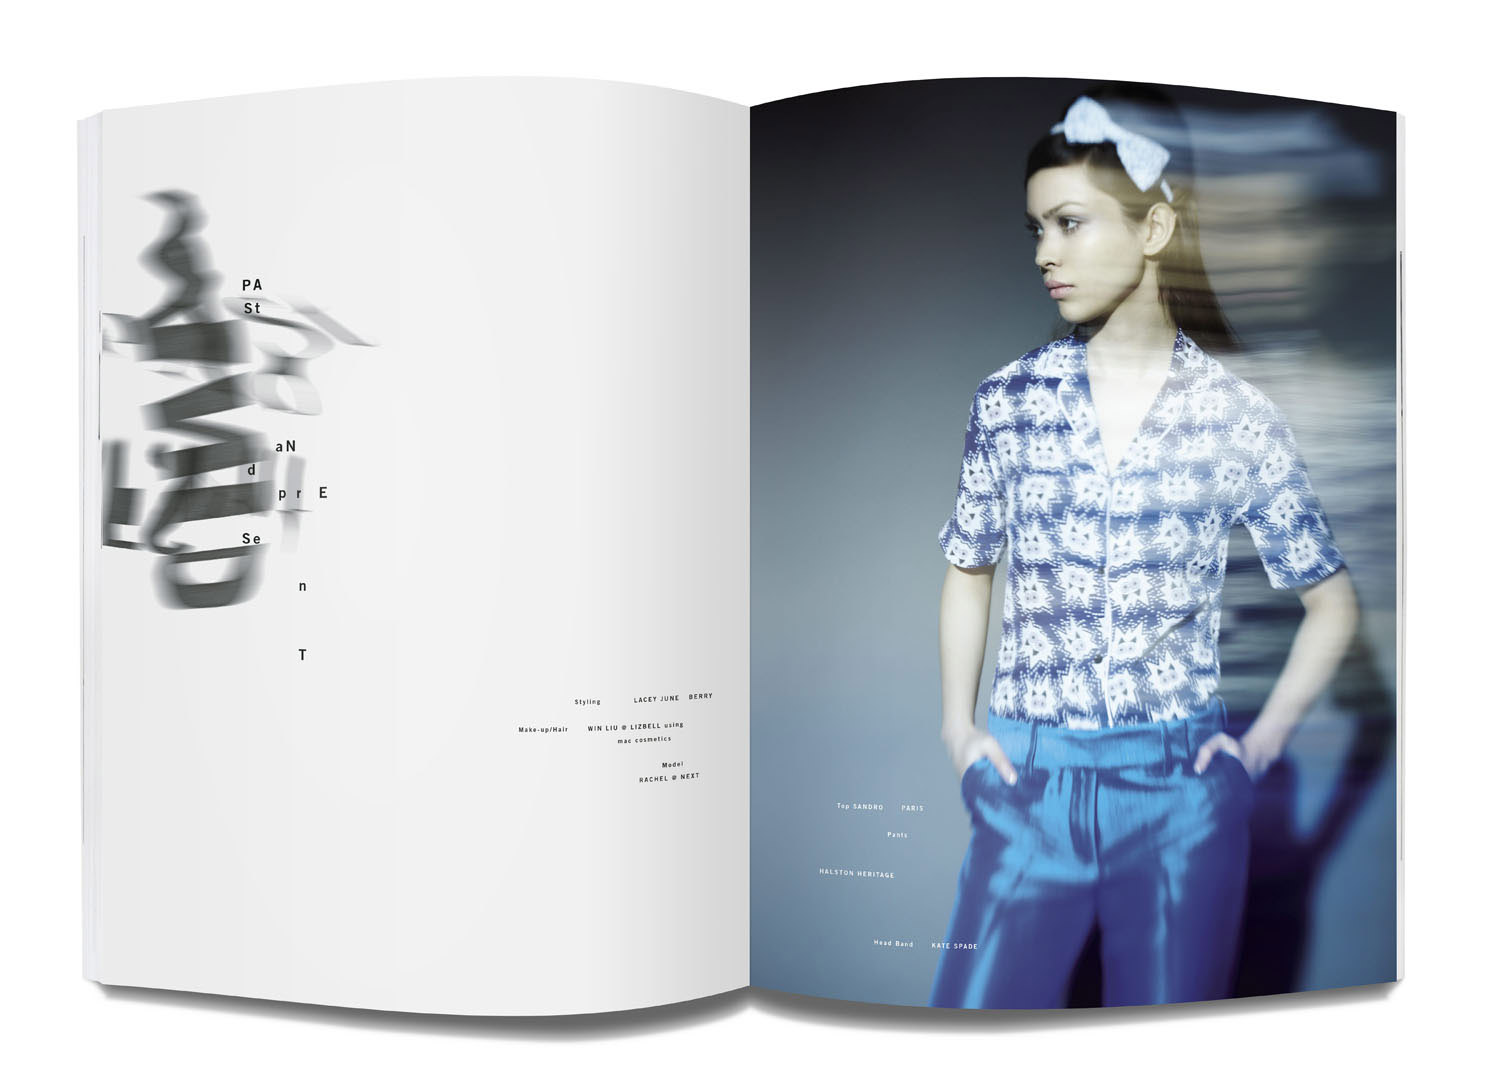 PA
St
aN
d
p r E
Se
n
T
Styling LACEY JUNE BERRY
Make-up/Hair WIN LIU @ LIZBELL using
mac cosmetics
Model
RACHEL @ NEXT
Top SANDRO PARIS
Pants
HALSTON HERITAGE
Head Band KATE SPADE